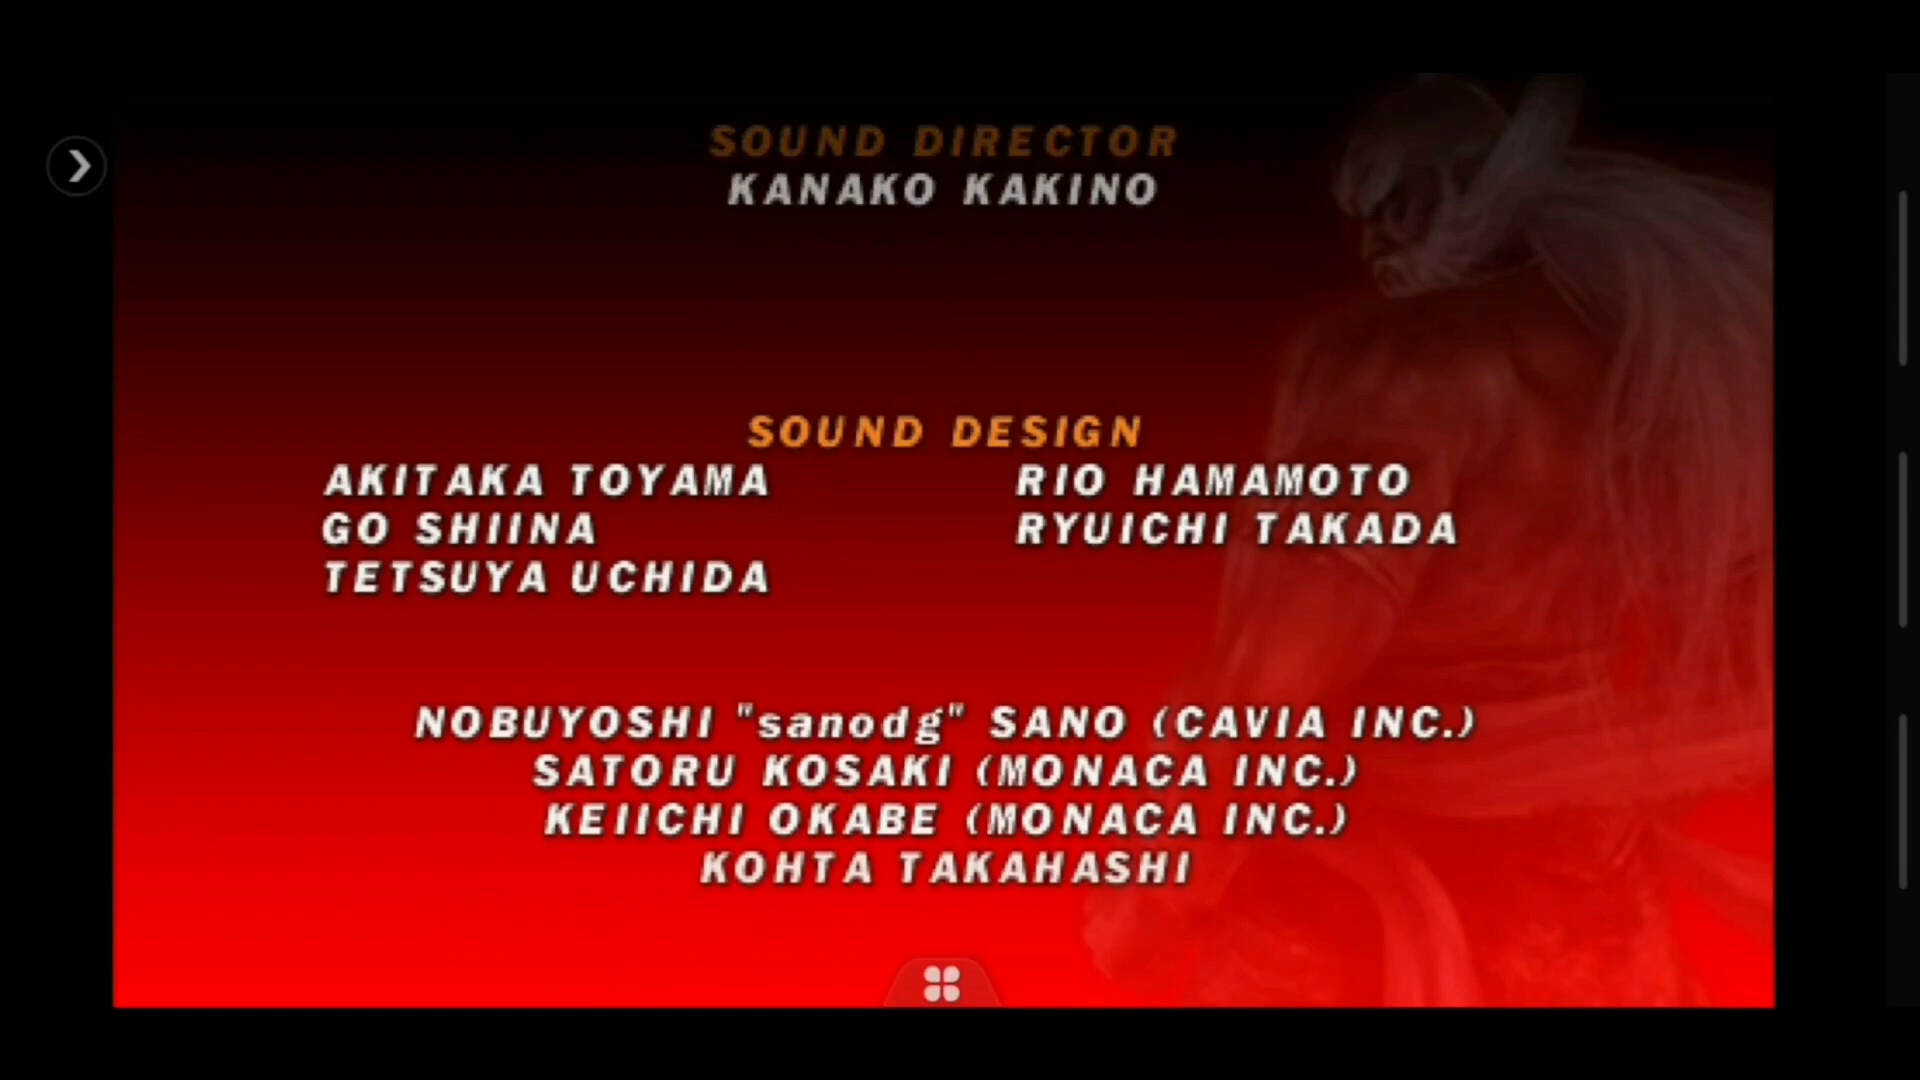 SOUND DIRECTOR
KANAKO KAKINO
SOUND DESIGN
AKITAKA TOYAMA
RIO HAMAMOTO
GO SHIINA
RYUICHI TAKADA
TETSUYA UCHIDA
NOBUYOSHI "sanodg" SANO (CAVIA INC.)
SATORU KOSAKI (MONACA INC.)
KEIICHI OKABE (MONACA INC.)
KOHTA TAKAHASHI